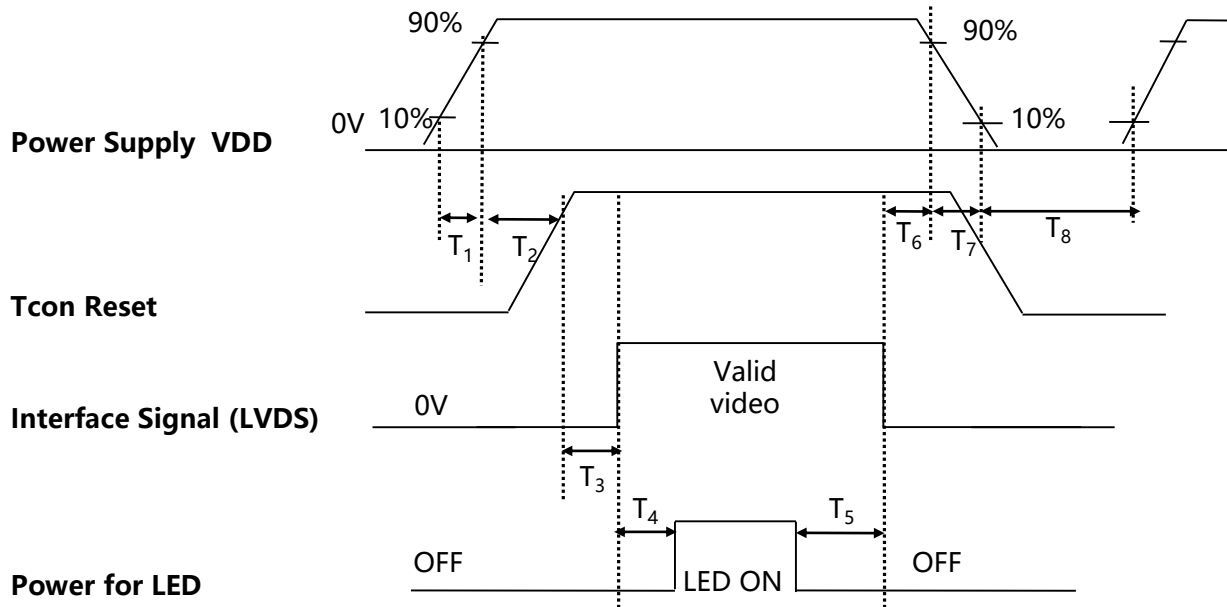 90%
90%
0V 10%
10%
Power Supply VDD
T1
T2
T6
T7
T8
Tcon Reset
Valid
video
0V
Interface Signal (LVDS)
T3
T4
T5
OFF
OFF
LED ON
Power for LED